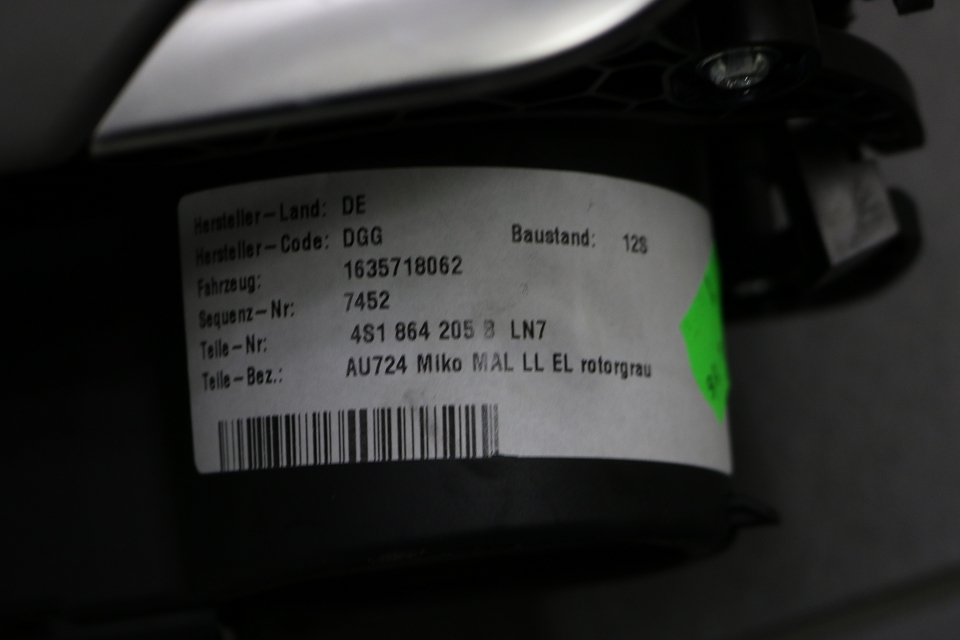 Hersteller-Land: DE
Hersteller-Code: DGG Baustand: 12S
Fahrzeug: 1635718062
Sequenz-Nr: 7452
Teile-Nr: 4S1 864 205 B LN7
Teile-Bez.: AU724 Miko MAL LL EL rotorgrau